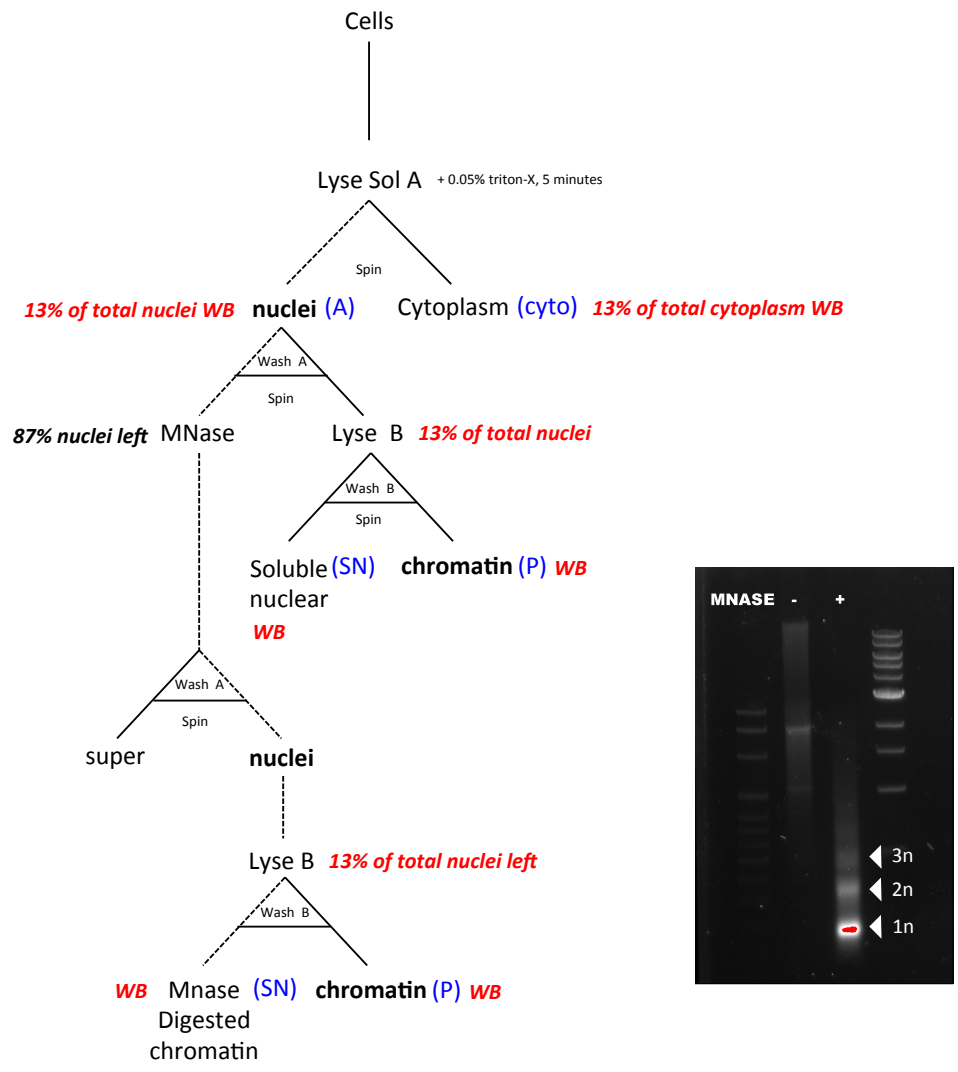 Cells
Lyse Sol A + 0.05% triton-X, 5 minutes
Spin
13% of total nuclei WB nuclei (A) Cytoplasm (cyto) 13% of total cytoplasm WB
Wash A
Spin
87% nuclei left MNase Lyse B 13% of total nuclei
Wash B
Spin
Soluble (SN) chromatin (P) WB
nuclear
WB
MNASE - +
Wash A
Spin
super nuclei
3n
Lyse B 13% of total nuclei left
2n
Wash B
1n
WB Mnase (SN) chromatin (P) WB
Digested
chromatin